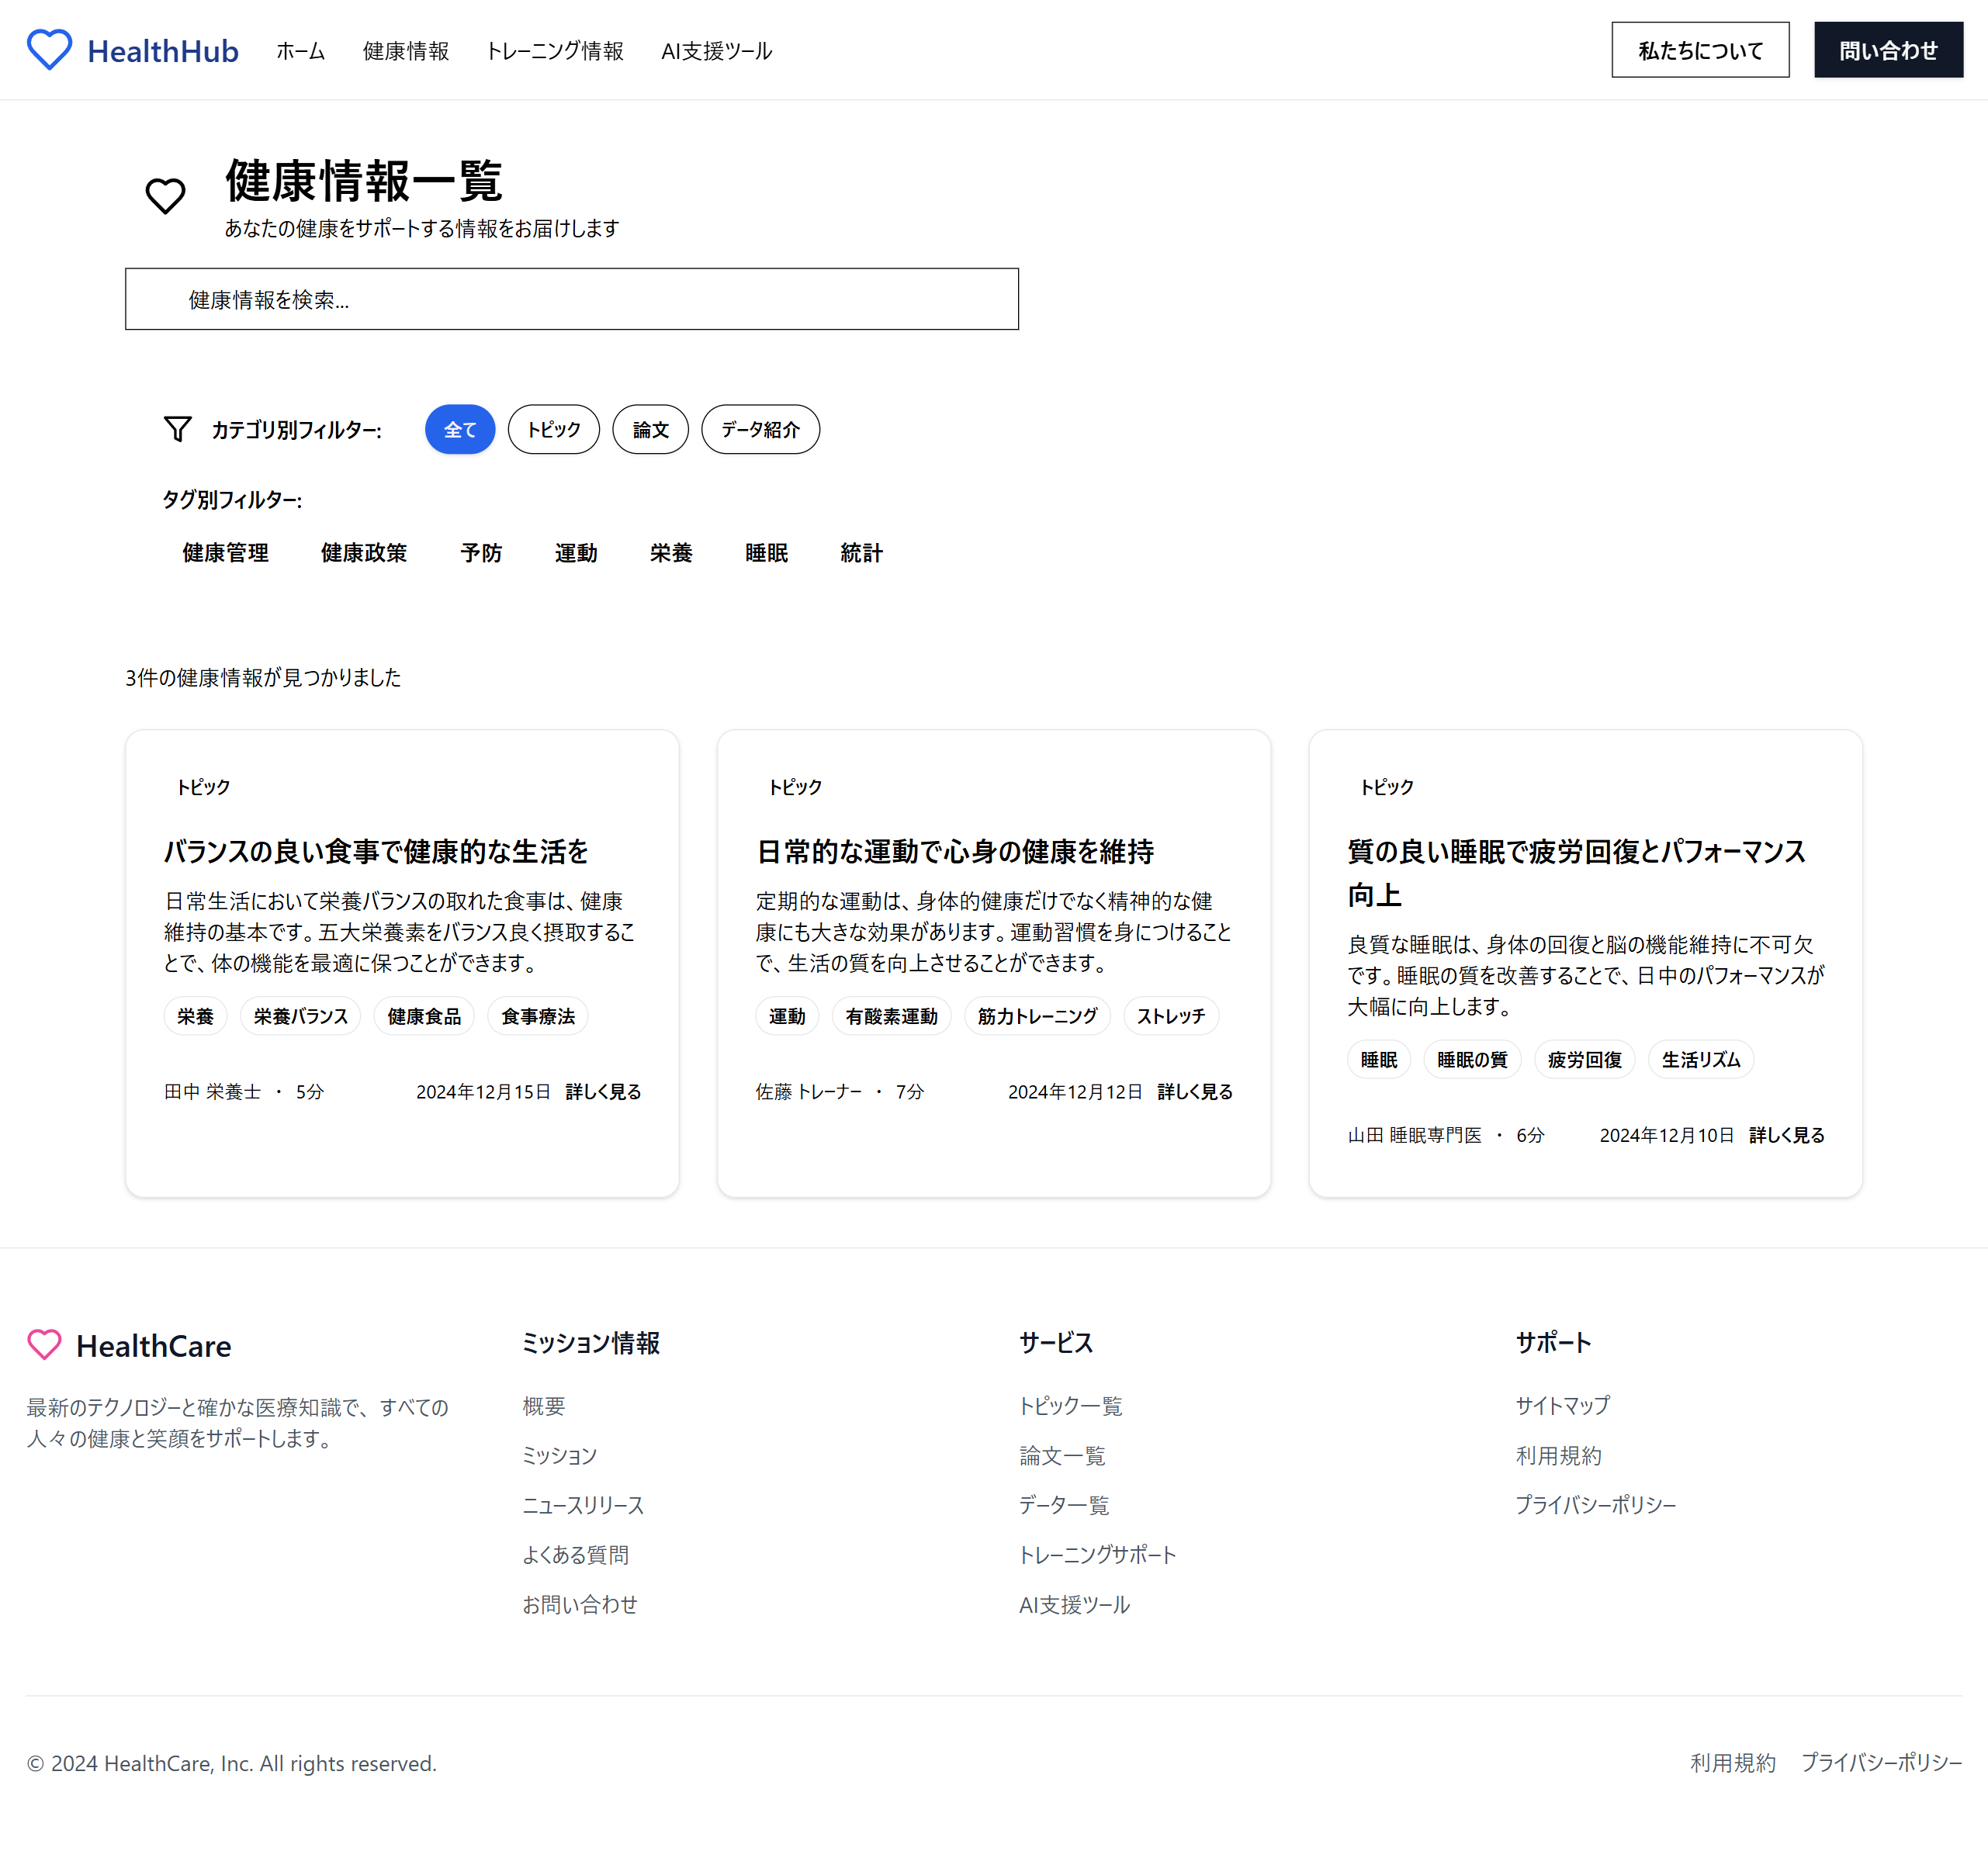 HealthHub ホーム 健康情報 トレーニング情報 AI支援ツール 私たちについて 問い合わせ
健康情報一覧
あなたの健康をサポートする情報をお届けします
健康情報を検索...
カテゴリ別フィルター: 全て トピック 論文 データ紹介
タグ別フィルター:
健康管理 健康政策 予防 運動 栄養 睡眠 統計
3件の健康情報が見つかりました
トピック
バランスの良い食事で健康的な生活を
日常生活において栄養バランスの取れた食事は、健康
維持の基本です。五大栄養素をバランス良く摂取するこ
とで、体の機能を最適に保つことができます。
栄養 栄養バランス 健康食品 食事療法
田中 栄養士 ・ 5分 2024年12月15日 詳しく見る
トピック
日常的な運動で心身の健康を維持
定期的な運動は、身体的健康だけでなく精神的な健
康にも大きな効果があります。運動習慣を身につけること
で、生活の質を向上させることができます。
運動 有酸素運動 筋力トレーニング ストレッチ
佐藤 トレーナー ・ 7分 2024年12月12日 詳しく見る
トピック
質の良い睡眠で疲労回復とパフォーマンス
向上
良質な睡眠は、身体の回復と脳の機能維持に不可欠
です。睡眠の質を改善することで、日中のパフォーマンスが
大幅に向上します。
睡眠 睡眠の質 疲労回復 生活リズム
山田 睡眠専門医 ・ 6分 2024年12月10日 詳しく見る
HealthCare
最新のテクノロジーと確かな医療知識で、すべての
人々の健康と笑顔をサポートします。
ミッション情報
概要
ミッション
ニュースリリース
よくある質問
お問い合わせ
サービス
トピック一覧
論文一覧
データ一覧
トレーニングサポート
AI支援ツール
サポート
サイトマップ
利用規約
プライバシーポリシー
© 2024 HealthCare, Inc. All rights reserved. 利用規約 プライバシーポリシー